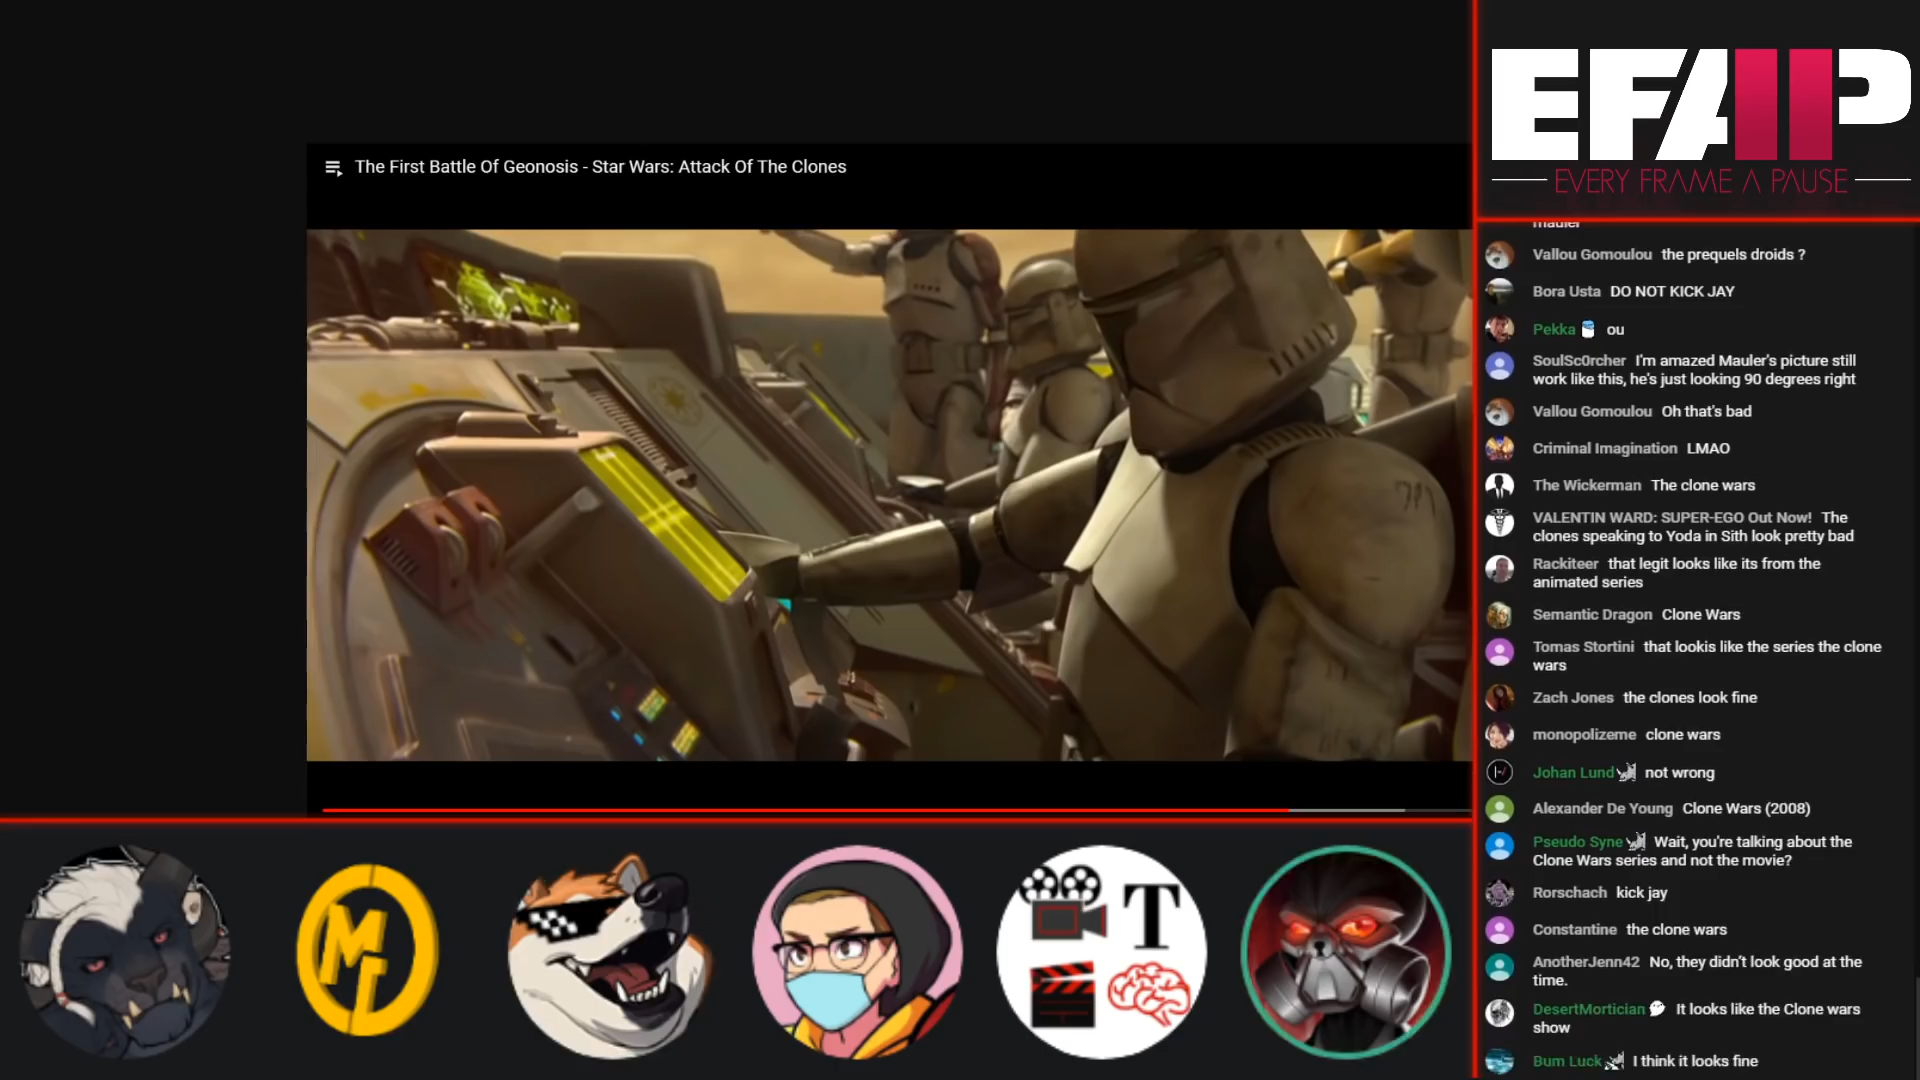 The First Battle Of Geonosis - Star Wars: Attack Of The Clones
EFAP
EVERY FRAME A PAUSE
mauler
Vallou Gomoulou the prequels droids ?
Bora Usta DO NOT KICK JAY
Pekka ou
SoulSc0rcher I'm amazed Mauler's picture still
work like this, he's just looking 90 degrees right
Vallou Gomoulou Oh that's bad
Criminal Imagination LMAO
The Wickerman The clone wars
VALENTIN WARD: SUPER-EGO Out Now! The
clones speaking to Yoda in Sith look pretty bad
Rackiteer that legit looks like its from the
animated series
Semantic Dragon Clone Wars
Tomas Stortini that lookis like the series the clone
wars
Zach Jones the clones look fine
monopolizeme clone wars
Johan Lund not wrong
Alexander De Young Clone Wars (2008)
Pseudo Syne Wait, you're talking about the
Clone Wars series and not the movie?
Rorschach kick jay
Constantine the clone wars
AnotherJenn42 No, they didn't look good at the
time.
DesertMortician It looks like the Clone wars
show
Bum Luck I think it looks fine
T